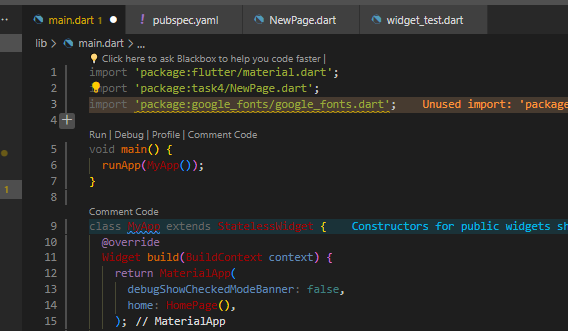 main.dart 1 pubspec.yaml NewPage.dart widget_test.dart
lib > main.dart > ...
Click here to ask Blackbox to help you code faster |
1 import 'package:flutter/material.dart';
2 import 'package:task4/NewPage.dart';
3 import 'package:google_fonts/google_fonts.dart'; Unused import: 'package
4
Run | Debug | Profile | Comment Code
5 void main() {
6 runApp(MyApp());
7 }
8
Comment Code
1
9 class MyApp extends StatelessWidget { Constructors for public widgets sh
10 @override
11 Widget build(BuildContext context) {
12 return MaterialApp(
13 debugShowCheckedModeBanner: false,
14 home: HomePage(),
15 ); // MaterialApp